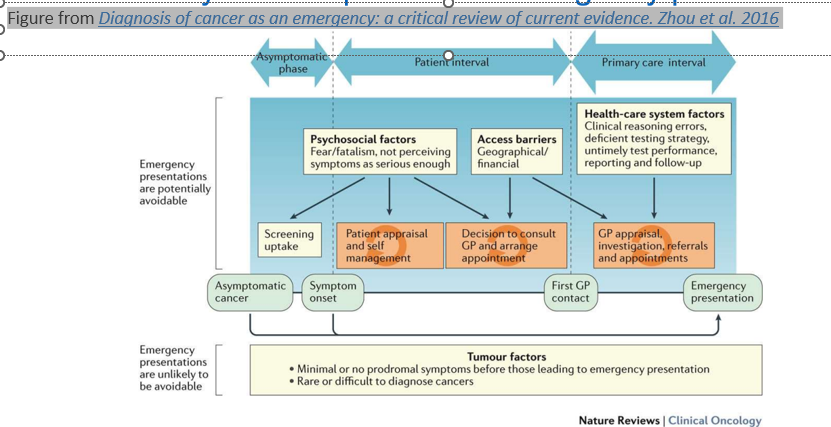 Figure from Diagnosis of cancer as an emergency: a critical review of current evidence. Zhou et al. 2016
Asymptomatic
phase
Patient interval
Primary care interval
Health-care system factors
Clinical reasoning errors,
deficient testing strategy,
untimely test performance,
reporting and follow-up
Psychosocial factors
Fear/fatalism, not perceiving
symptoms as serious enough
Access barriers
Geographical/
financial
Emergency
presentations
are potentially
avoidable
Screening
uptake
Patient appraisal
and self
management
Decision to consult
GP and arrange
appointment
GP appraisal,
investigation, referrals
and appointments
Asymptomatic
cancer
Symptom
onset
First GP
contact
Emergency
presentation
Emergency
presentations
are unlikely to
be avoidable
Tumour factors
• Minimal or no prodromal symptoms before those leading to emergency presentation
• Rare or difficult to diagnose cancers
Nature Reviews | Clinical Oncology